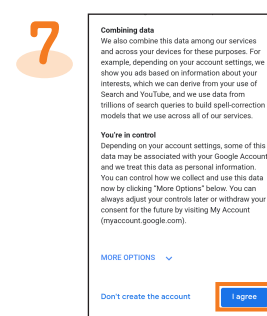 7
Combining data
We also combine this data among our services
and across your devices for these purposes. For
example, depending on your account settings, we
show you ads based on information about your
interests, which we can derive from your use of
Search and YouTube, and we use data from
trillions of search queries to build spell-correction
models that we use across all of our services.
You're in control
Depending on your account settings, some of this
data may be associated with your Google Account
and we treat this data as personal information.
You can control how we collect and use this data
now by clicking "More Options" below. You can
always adjust your controls later or withdraw your
consent for the future by visiting My Account
(myaccount.google.com).
MORE OPTIONS
Don't create the account
I agree